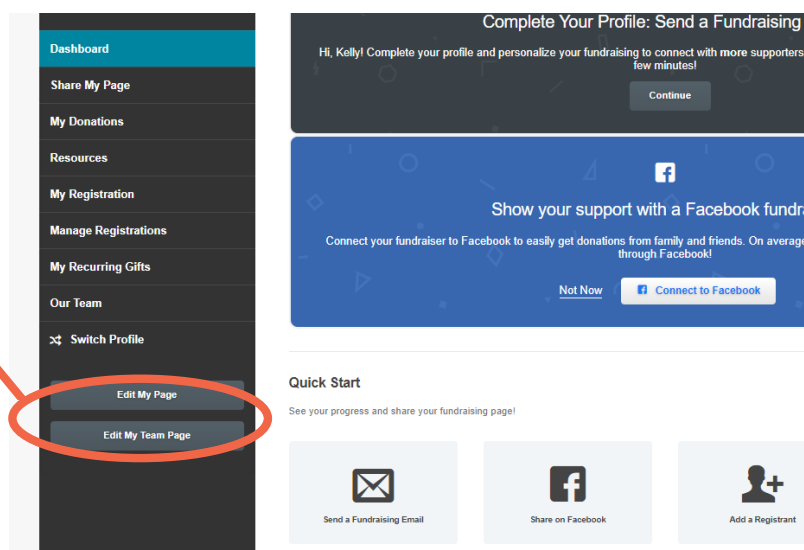 Dashboard
Share My Page
My Donations
Resources
My Registration
Manage Registrations
My Recurring Gifts
Our Team
Switch Profile
Edit My Page
Edit My Team Page
Complete Your Profile: Send a Fundraising
Hi, Kelly! Complete your profile and personalize your fundraising to connect with more supporters
few minutes!
Continue
Show your support with a Facebook fundra
Connect your fundraiser to Facebook to easily get donations from family and friends. On average
through Facebook!
Not Now
Connect to Facebook
Quick Start
See your progress and share your fundraising page!
Send a Fundraising Email
Share on Facebook
Add a Registrant